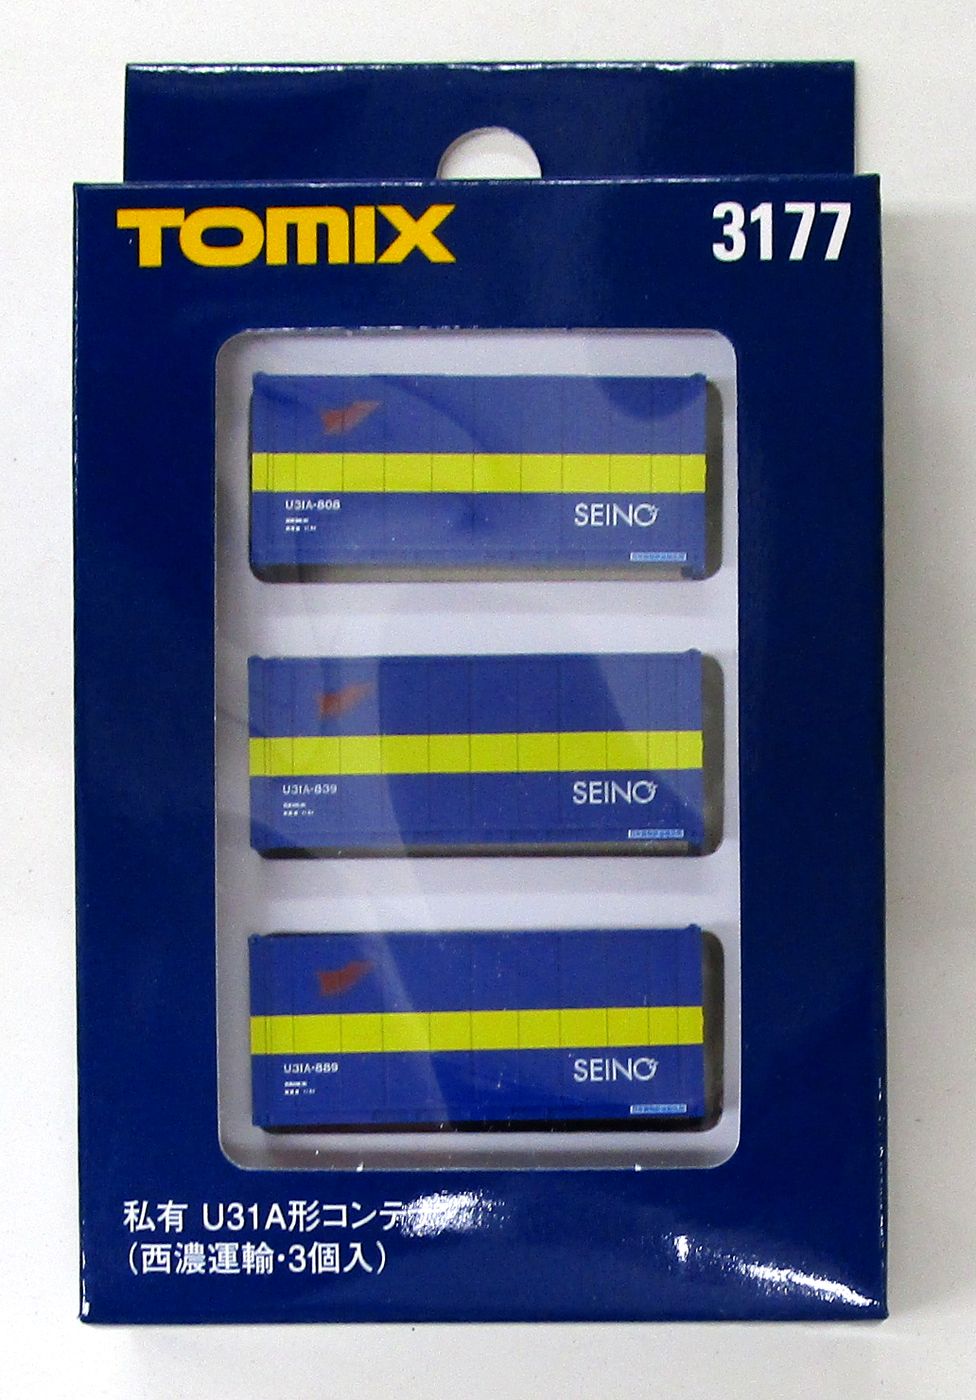 TOMIX
3177
U31A-808
SEINO
U31A-839
SEINO
U31A-889
SEINO
私有 U31A形コンテ
(西濃運輸・3個入)